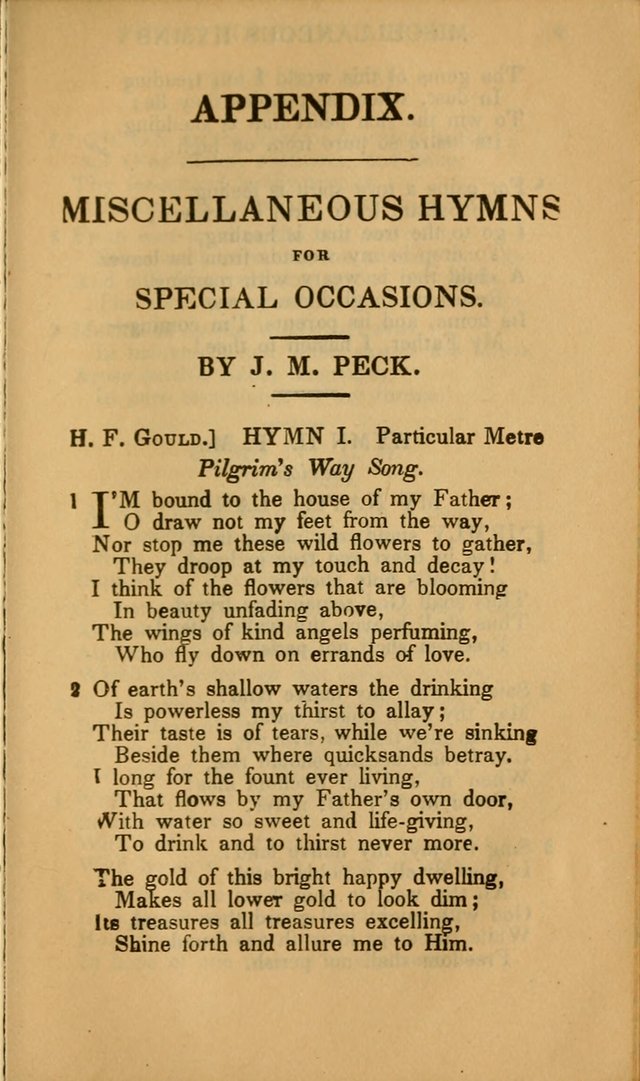 APPENDIX.
MISCELLANEOUS HYMNS
FOR
SPECIAL OCCASIONS.
BY J. M. PECK.
H. F. GOULD.] HYMN I. Particular Metre
Pilgrim's Way Song.
1 I'M bound to the house of my Father;
O draw not my feet from the way,
Nor stop me these wild flowers to gather,
They droop at my touch and decay!
I think of the flowers that are blooming
In beauty unfading above,
The wings of kind angels perfuming,
Who fly down on errands of love.
2 Of earth's shallow waters the drinking
Is powerless my thirst to allay;
Their taste is of tears, while we're sinking
Beside them where quicksands betray.
I long for the fount ever living,
That flows by my Father's own door,
With water so sweet and life-giving,
To drink and to thirst never more.
The gold of this bright happy dwelling,
Makes all lower gold to look dim;
Its treasures all treasures excelling,
Shine forth and allure me to Him.